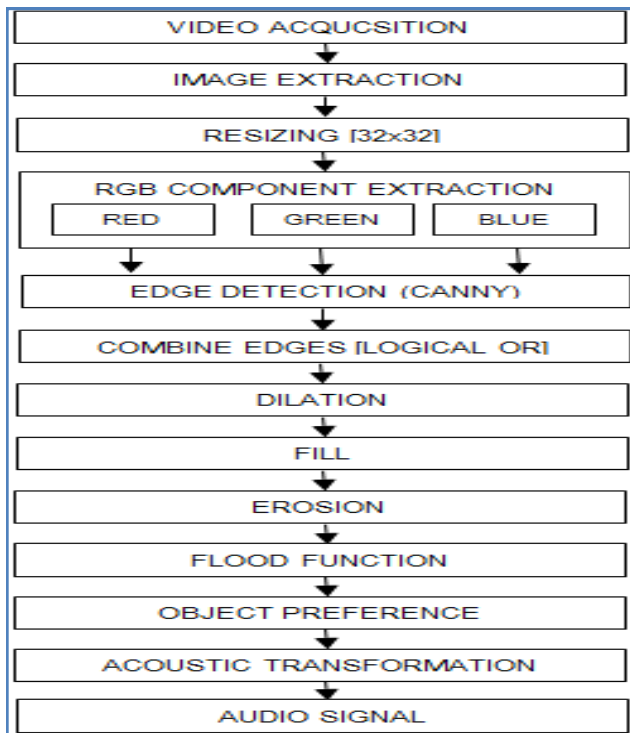 VIDEO ACQUCSITION
IMAGE EXTRACTION
RESIZING [32x32]
RGB COMPONENT EXTRACTION
RED GREEN BLUE
EDGE DETECTION (CANNY)
COMBINE EDGES [LOGICAL OR]
DILATION
FILL
EROSION
FLOOD FUNCTION
OBJECT PREFERENCE
ACOUSTIC TRANSFORMATION
AUDIO SIGNAL